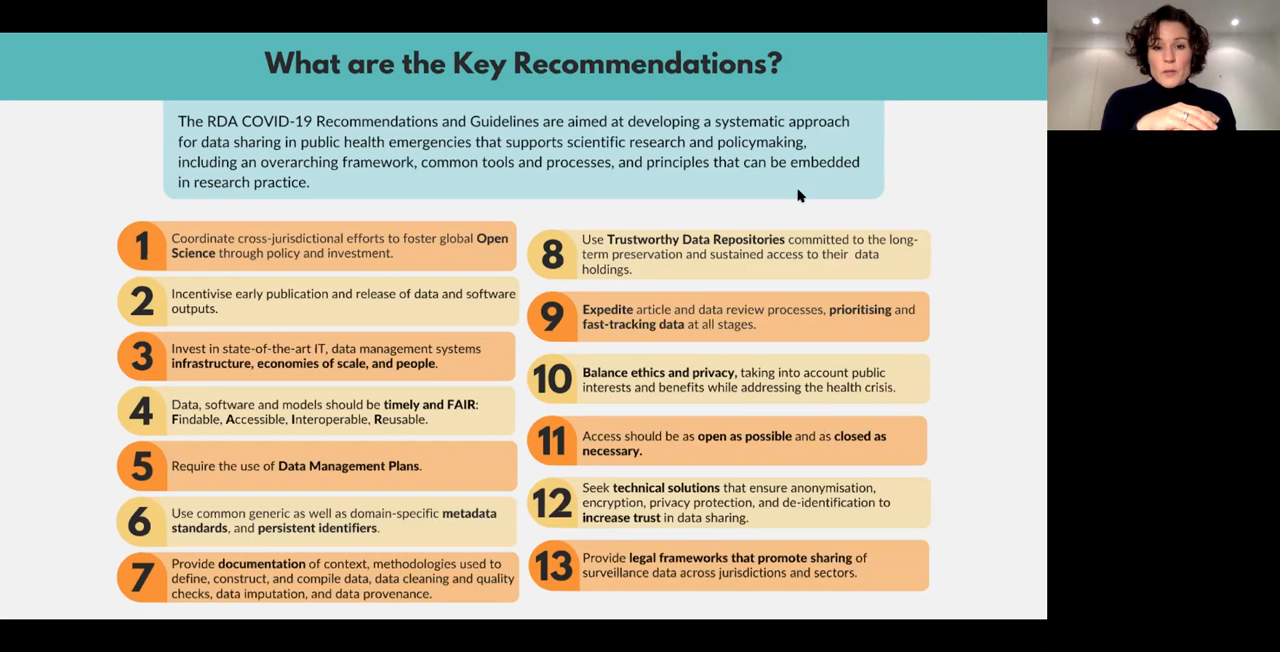 What are the Key Recommendations?
The RDA COVID-19 Recommendations and Guidelines are aimed at developing a systematic approach
for data sharing in public health emergencies that supports scientific research and policymaking,
including an overarching framework, common tools and processes, and principles that can be embedded
in research practice.
1
Coordinate cross-jurisdictional efforts to foster global Open
Science through policy and investment.
2
Incentivise early publication and release of data and software
outputs.
3
Invest in state-of-the-art IT, data management systems
infrastructure, economies of scale, and people.
4
Data, software and models should be timely and FAIR:
Findable, Accessible, Interoperable, Reusable.
5
Require the use of Data Management Plans.
6
Use common generic as well as domain-specific metadata
standards, and persistent identifiers.
7
Provide documentation of context, methodologies used to
define, construct, and compile data, data cleaning and quality
checks, data imputation, and data provenance.
8
Use Trustworthy Data Repositories committed to the long-
term preservation and sustained access to their data
holdings.
9
Expedite article and data review processes, prioritising and
fast-tracking data at all stages.
10
Balance ethics and privacy, taking into account public
interests and benefits while addressing the health crisis.
11
Access should be as open as possible and as closed as
necessary.
12
Seek technical solutions that ensure anonymisation,
encryption, privacy protection, and de-identification to
increase trust in data sharing.
13
Provide legal frameworks that promote sharing of
surveillance data across jurisdictions and sectors.